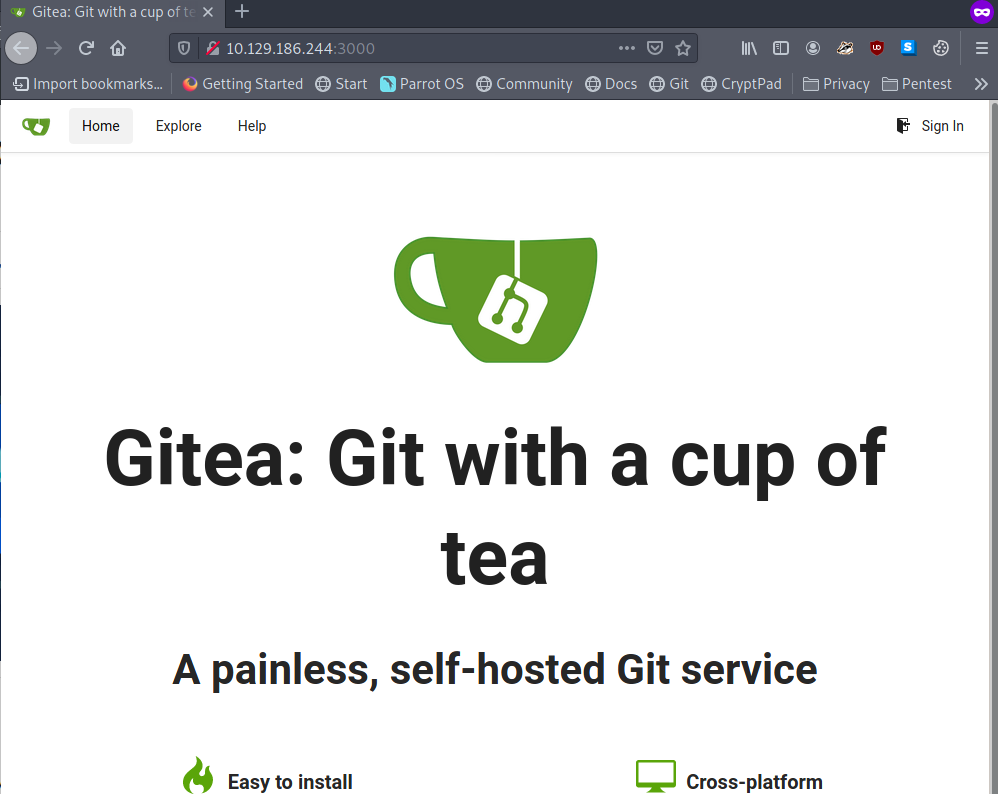 Gitea: Git with a cup of te
10.129.186.244:3000
Import bookmarks... Getting Started Start Parrot OS Community Docs Git CryptPad Privacy Pentest
Home Explore Help Sign In
Gitea: Git with a cup of
tea
A painless, self-hosted Git service
Easy to install Cross-platform